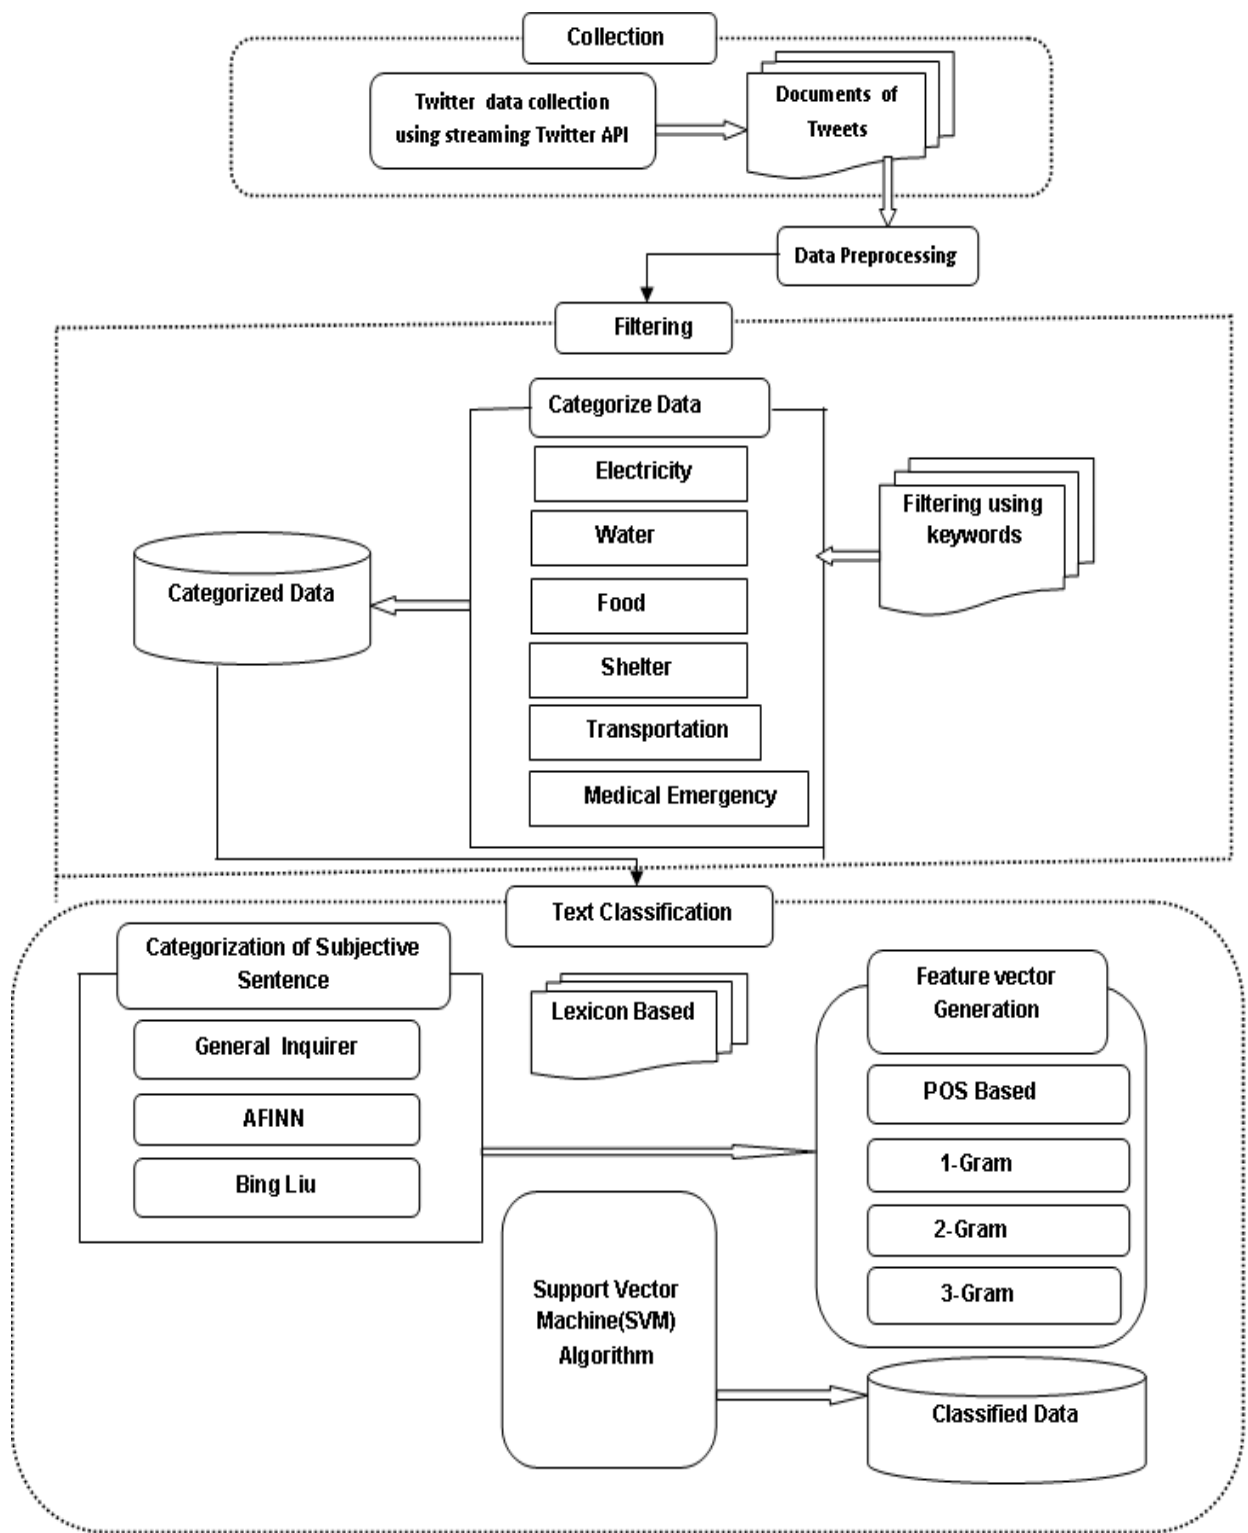 Collection
Twitter data collection
using streaming Twitter API
Documents of
Tweets
Data Preprocessing
Filtering
Categorize Data
Electricity
Water
Food
Shelter
Transportation
Medical Emergency
Filtering using
keywords
Categorized Data
Text Classification
Categorization of Subjective
Sentence
General Inquirer
AFINN
Bing Liu
Lexicon Based
Feature vector
Generation
POS Based
1-Gram
2-Gram
3-Gram
Support Vector
Machine(SVM)
Algorithm
Classified Data